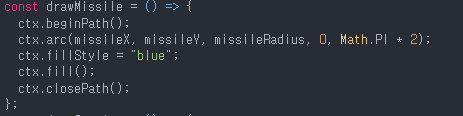 const drawMissile = () => {
ctx.beginPath();
ctx.arc(missileX, missileY, missileRadius, 0, Math.PI * 2);
ctx.fillStyle = "blue";
ctx.fill();
ctx.closePath();
};